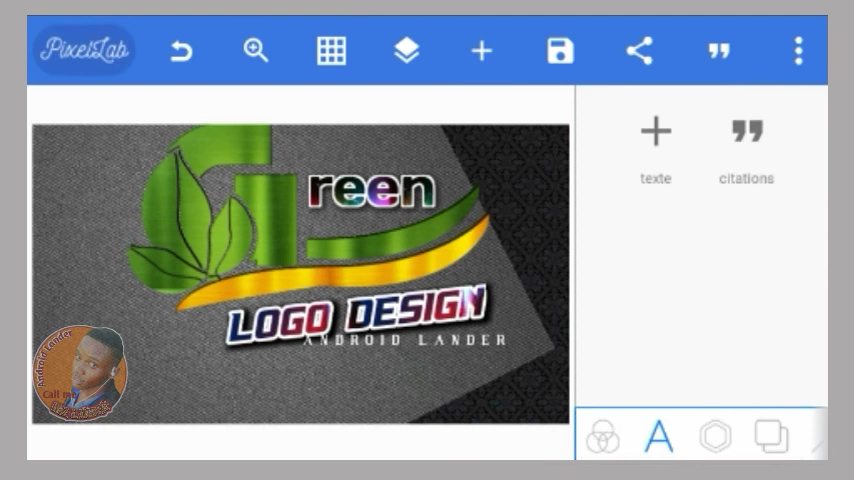 PixelLab
texte
citations
G
reen
LOGO DESIGN
ANDROID LANDER
Android Lander
Call me
A